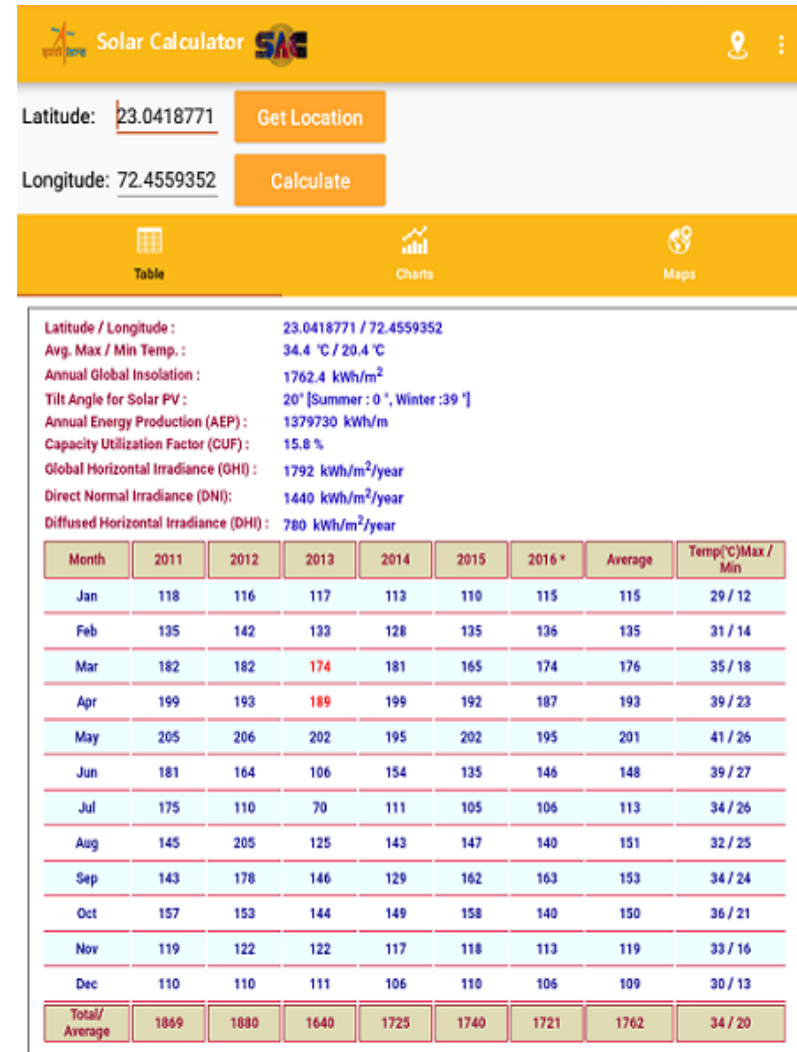 इसरो isro Solar Calculator SAC
Latitude: 23.0418771 Get Location
Longitude: 72.4559352 Calculate
Table Charts Maps
Latitude / Longitude : 23.0418771 / 72.4559352
Avg. Max / Min Temp. : 34.4 °C / 20.4 °C
Annual Global Insolation : 1762.4 kWh/m²
Tilt Angle for Solar PV : 20° [Summer : 0 °, Winter :39 °]
Annual Energy Production (AEP) : 1379730 kWh/m
Capacity Utilization Factor (CUF) : 15.8 %
Global Horizontal Irradiance (GHI) : 1792 kWh/m²/year
Direct Normal Irradiance (DNI): 1440 kWh/m²/year
Diffused Horizontal Irradiance (DHI) : 780 kWh/m²/year
Month 2011 2012 2013 2014 2015 2016 * Average Temp(°C)Max / Min
Jan 118 116 117 113 110 115 115 29 / 12
Feb 135 142 133 128 135 136 135 31 / 14
Mar 182 182 174 181 165 174 176 35 / 18
Apr 199 193 189 199 192 187 193 39 / 23
May 205 206 202 195 202 195 201 41 / 26
Jun 181 164 106 154 135 146 148 39 / 27
Jul 175 110 70 111 105 106 113 34 / 26
Aug 145 205 125 143 147 140 151 32 / 25
Sep 143 178 146 129 162 163 153 34 / 24
Oct 157 153 144 149 158 140 150 36 / 21
Nov 119 122 122 117 118 113 119 33 / 16
Dec 110 110 111 106 110 106 109 30 / 13
Total/ Average 1869 1880 1640 1725 1740 1721 1762 34 / 20